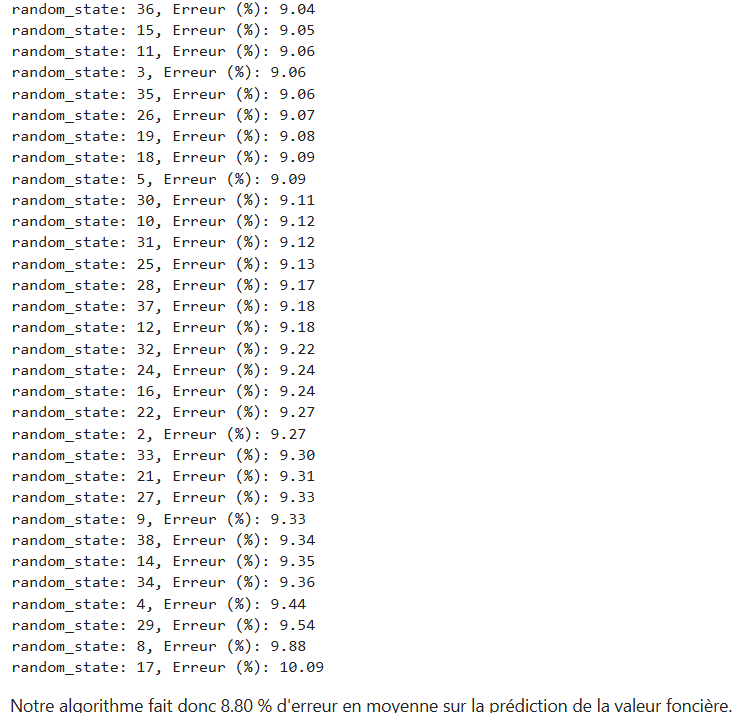 random_state: 36, Erreur (%): 9.04
random_state: 15, Erreur (%): 9.05
random_state: 11, Erreur (%): 9.06
random_state: 3, Erreur (%): 9.06
random_state: 35, Erreur (%): 9.06
random_state: 26, Erreur (%): 9.07
random_state: 19, Erreur (%): 9.08
random_state: 18, Erreur (%): 9.09
random_state: 5, Erreur (%): 9.09
random_state: 30, Erreur (%): 9.11
random_state: 10, Erreur (%): 9.12
random_state: 31, Erreur (%): 9.12
random_state: 25, Erreur (%): 9.13
random_state: 28, Erreur (%): 9.17
random_state: 37, Erreur (%): 9.18
random_state: 12, Erreur (%): 9.18
random_state: 32, Erreur (%): 9.22
random_state: 24, Erreur (%): 9.24
random_state: 16, Erreur (%): 9.24
random_state: 22, Erreur (%): 9.27
random_state: 2, Erreur (%): 9.27
random_state: 33, Erreur (%): 9.30
random_state: 21, Erreur (%): 9.31
random_state: 27, Erreur (%): 9.33
random_state: 9, Erreur (%): 9.33
random_state: 38, Erreur (%): 9.34
random_state: 14, Erreur (%): 9.35
random_state: 34, Erreur (%): 9.36
random_state: 4, Erreur (%): 9.44
random_state: 29, Erreur (%): 9.54
random_state: 8, Erreur (%): 9.88
random_state: 17, Erreur (%): 10.09
Notre algorithme fait donc 8.80 % d'erreur en moyenne sur la prédiction de la valeur foncière.